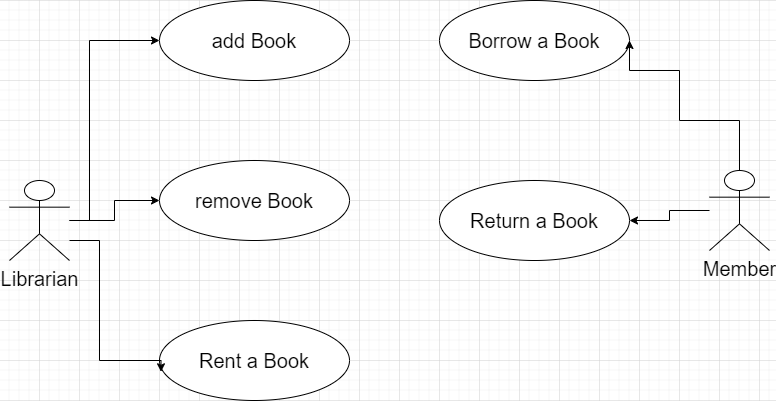 add Book
Borrow a Book
remove Book
Return a Book
Librarian
Member
Rent a Book